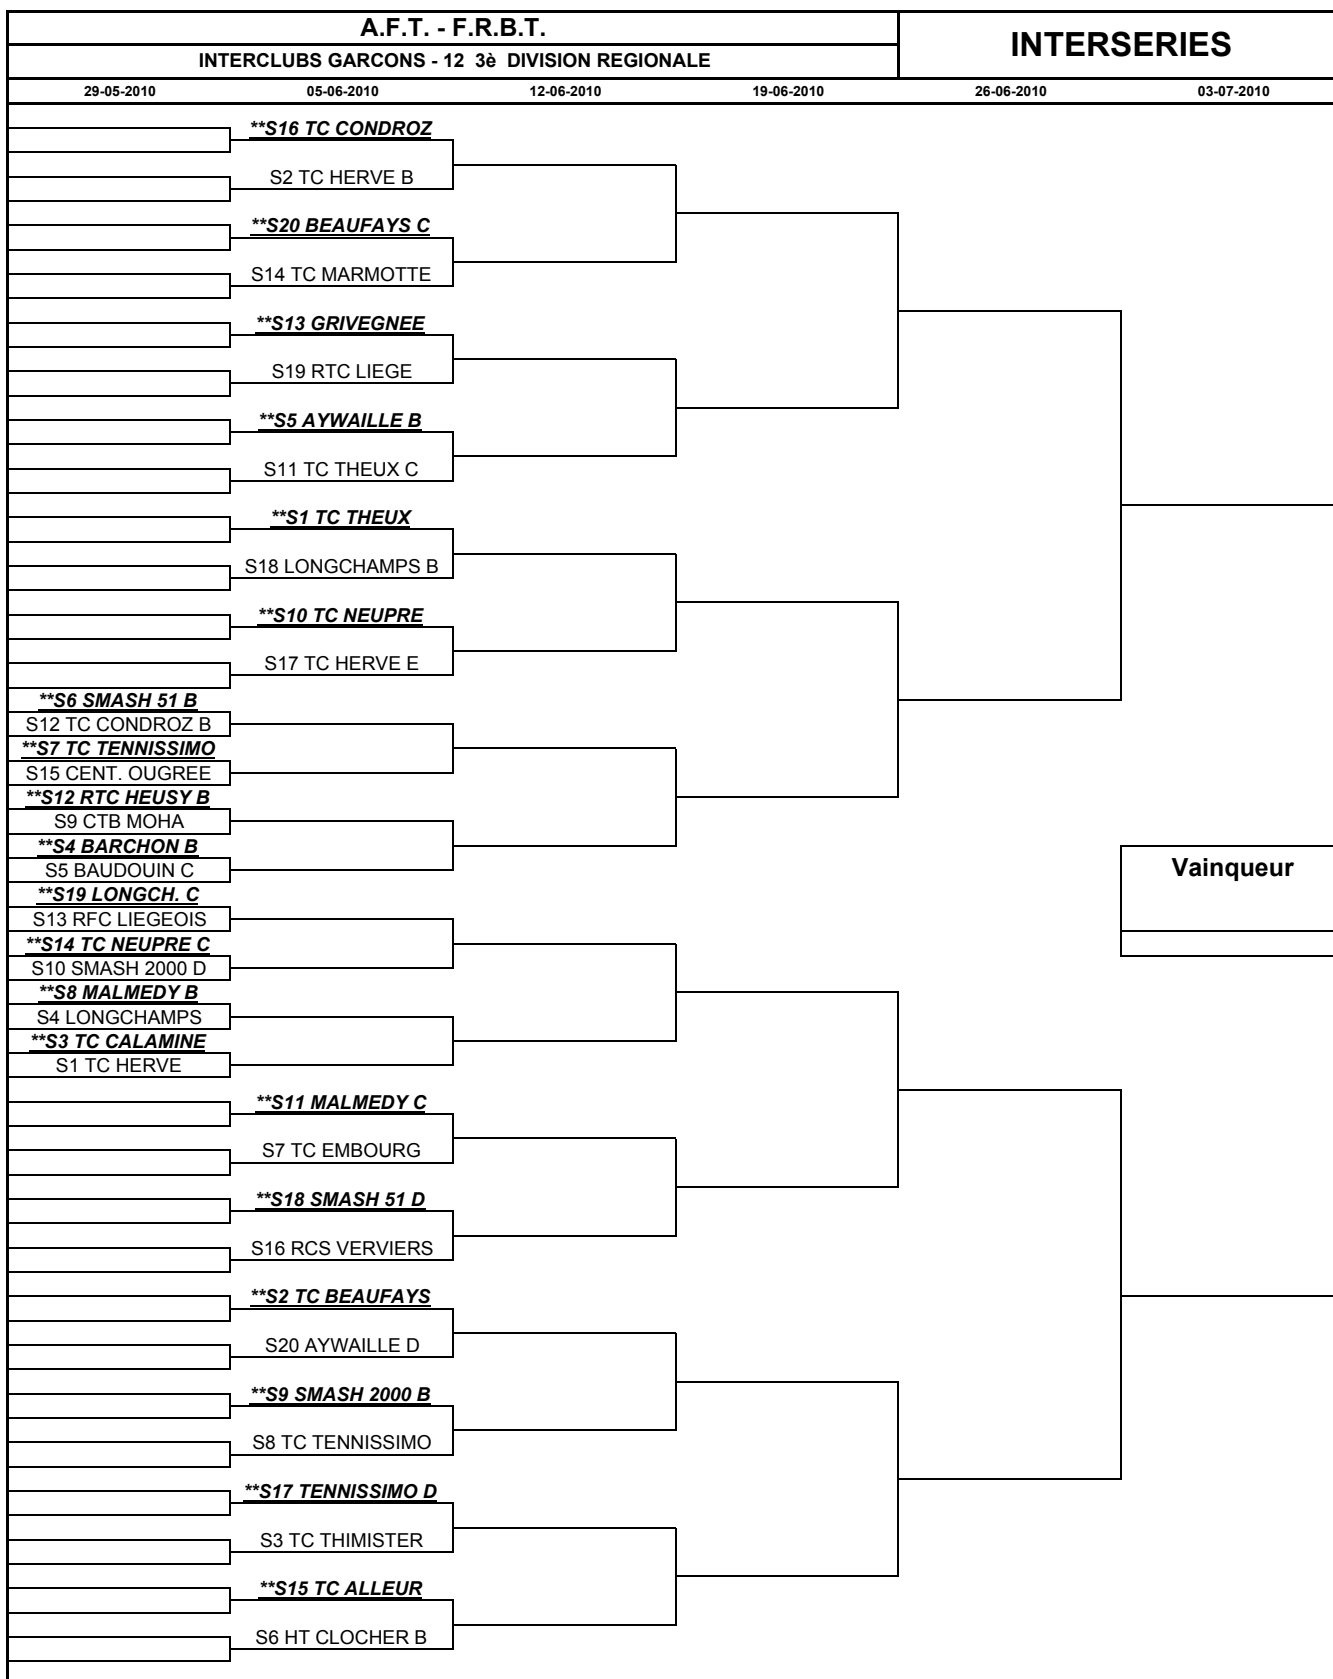 A.F.T. - F.R.B.T.
INTERCLUBS GARCONS - 12 3è DIVISION REGIONALE
INTERSERIES
29-05-2010 05-06-2010 12-06-2010 19-06-2010 26-06-2010 03-07-2010
**S16 TC CONDROZ
S2 TC HERVE B
**S20 BEAUFAYS C
S14 TC MARMOTTE
**S13 GRIVEGNEE
S19 RTC LIEGE
**S5 AYWAILLE B
S11 TC THEUX C
**S1 TC THEUX
S18 LONGCHAMPS B
**S10 TC NEUPRE
S17 TC HERVE E
**S6 SMASH 51 B
S12 TC CONDROZ B
**S7 TC TENNISSIMO
S15 CENT. OUGREE
**S12 RTC HEUSY B
S9 CTB MOHA
**S4 BARCHON B
S5 BAUDOUIN C
Vainqueur
**S19 LONGCH. C
S13 RFC LIEGEOIS
**S14 TC NEUPRE C
S10 SMASH 2000 D
**S8 MALMEDY B
S4 LONGCHAMPS
**S3 TC CALAMINE
S1 TC HERVE
**S11 MALMEDY C
S7 TC EMBOURG
**S18 SMASH 51 D
S16 RCS VERVIERS
**S2 TC BEAUFAYS
S20 AYWAILLE D
**S9 SMASH 2000 B
S8 TC TENNISSIMO
**S17 TENNISSIMO D
S3 TC THIMISTER
**S15 TC ALLEUR
S6 HT CLOCHER B